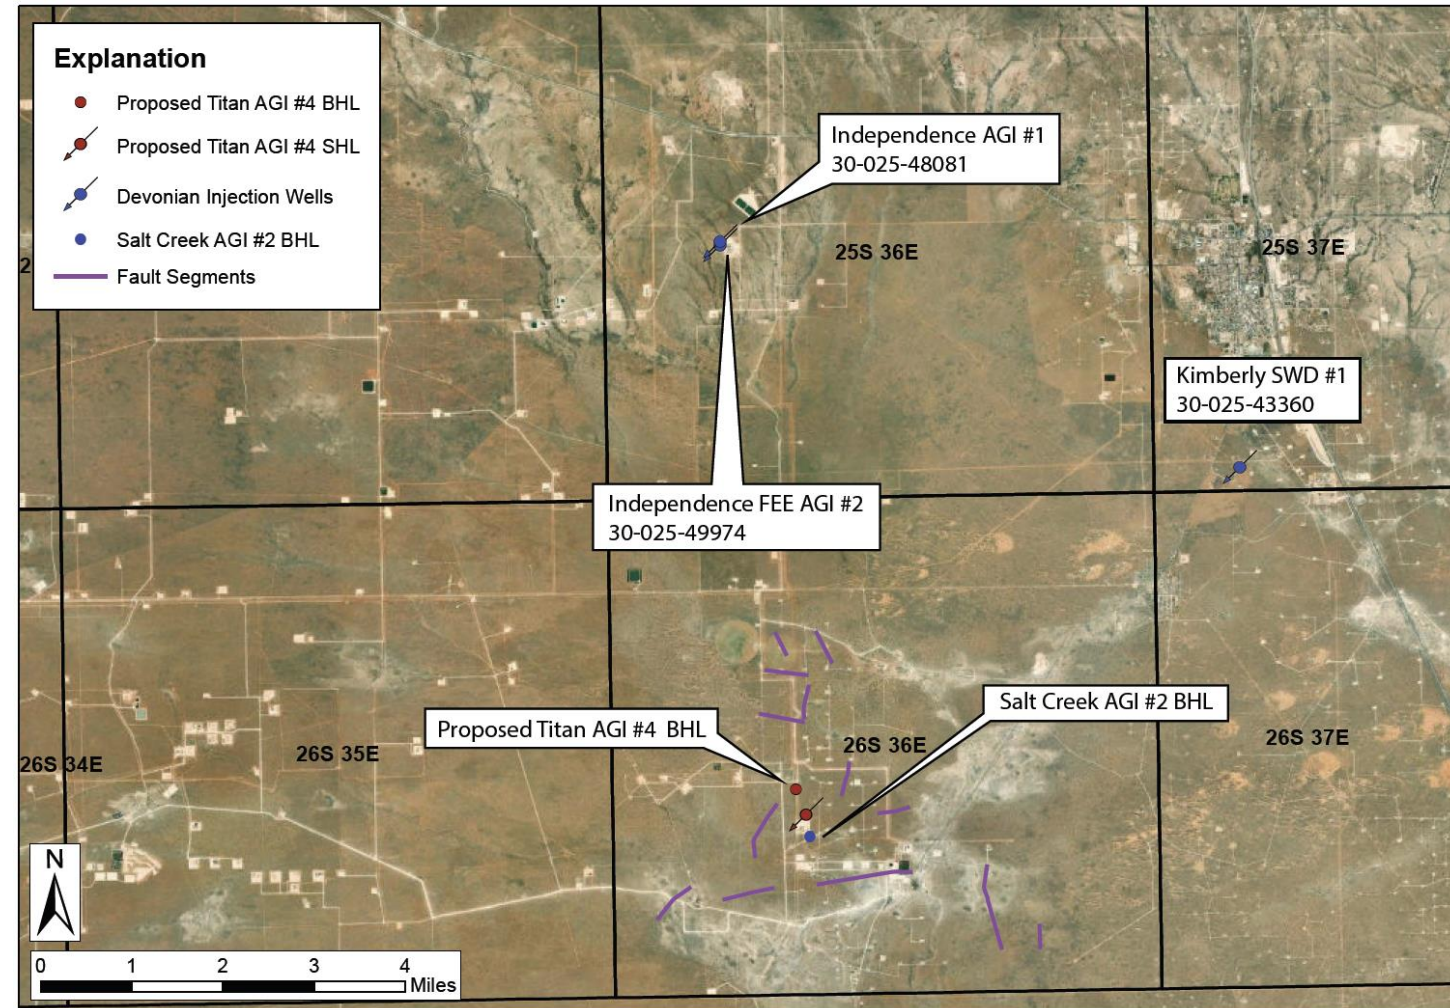 Explanation
Proposed Titan AGI #4 BHL
Proposed Titan AGI #4 SHL
Devonian Injection Wells
Salt Creek AGI #2 BHL
Fault Segments
Independence AGI #1
30-025-48081
2
25S 36E
25S 37E
Kimberly SWD #1
30-025-43360
Independence FEE AGI #2
30-025-49974
Salt Creek AGI #2 BHL
Proposed Titan AGI #4 BHL
26S 34E
26S 35E
26S 36E
26S 37E
N
0 1 2 3 4
Miles